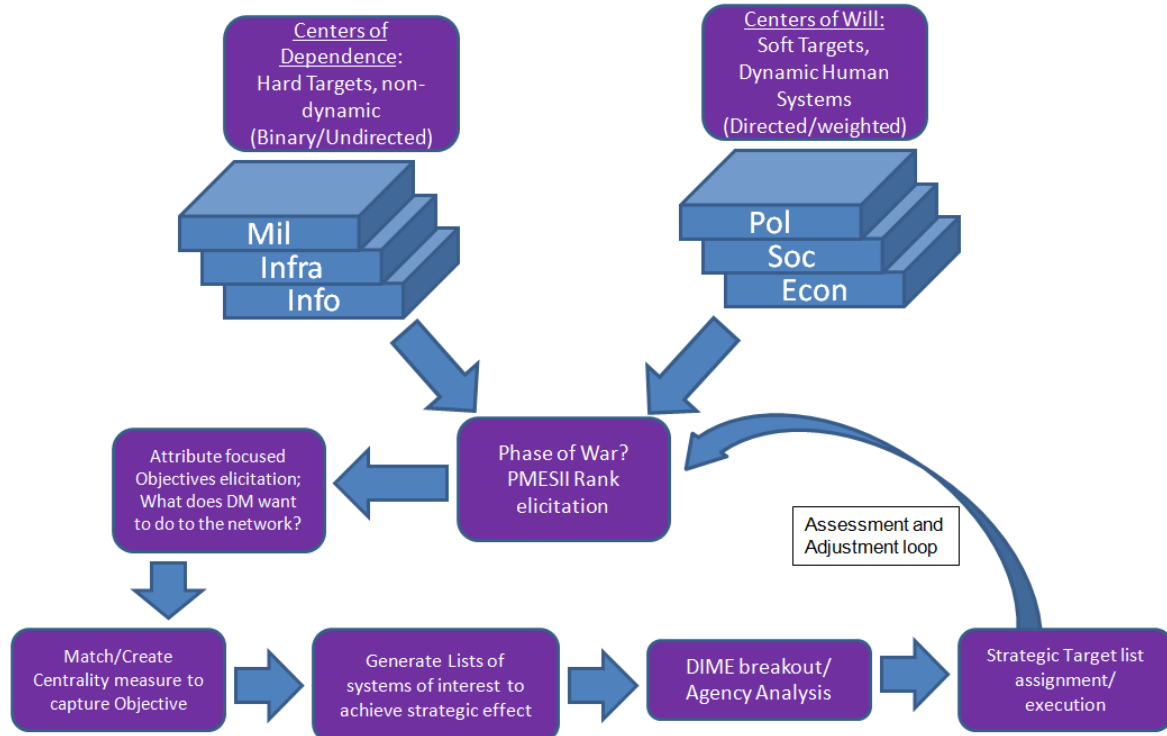 Centers of
Dependence:
Hard Targets, non-
dynamic
(Binary/Undirected)
Centers of Will:
Soft Targets,
Dynamic Human
Systems
(Directed/weighted)
Mil
Infra
Info
Pol
Soc
Econ
Phase of War?
PMESII Rank
elicitation
Attribute focused
Objectives elicitation;
What does DM want
to do to the network?
Assessment and
Adjustment loop
Match/Create
Centrality measure to
capture Objective
Generate Lists of
systems of interest to
achieve strategic effect
DIME breakout/
Agency Analysis
Strategic Target list
assignment/
execution